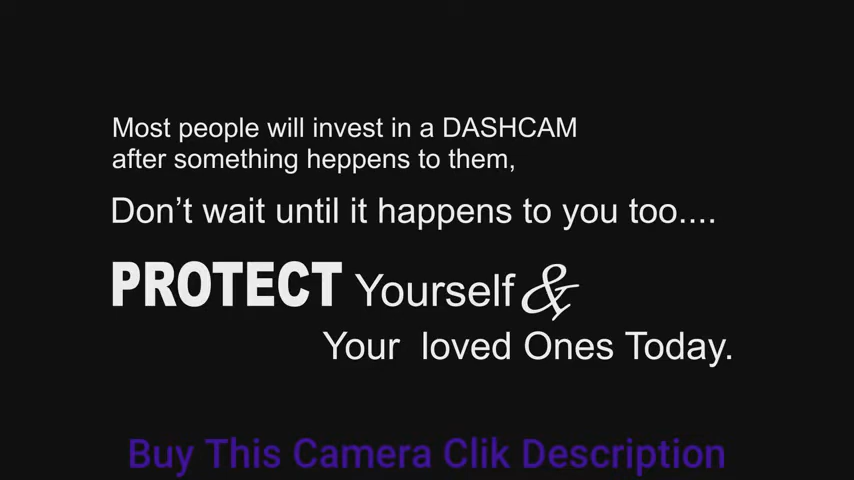 Most people will invest in a DASHCAM
after something heppens to them,
Don't wait until it happens to you too....
PROTECT Yourself &
Your loved Ones Today.
Buy This Camera Clik Description